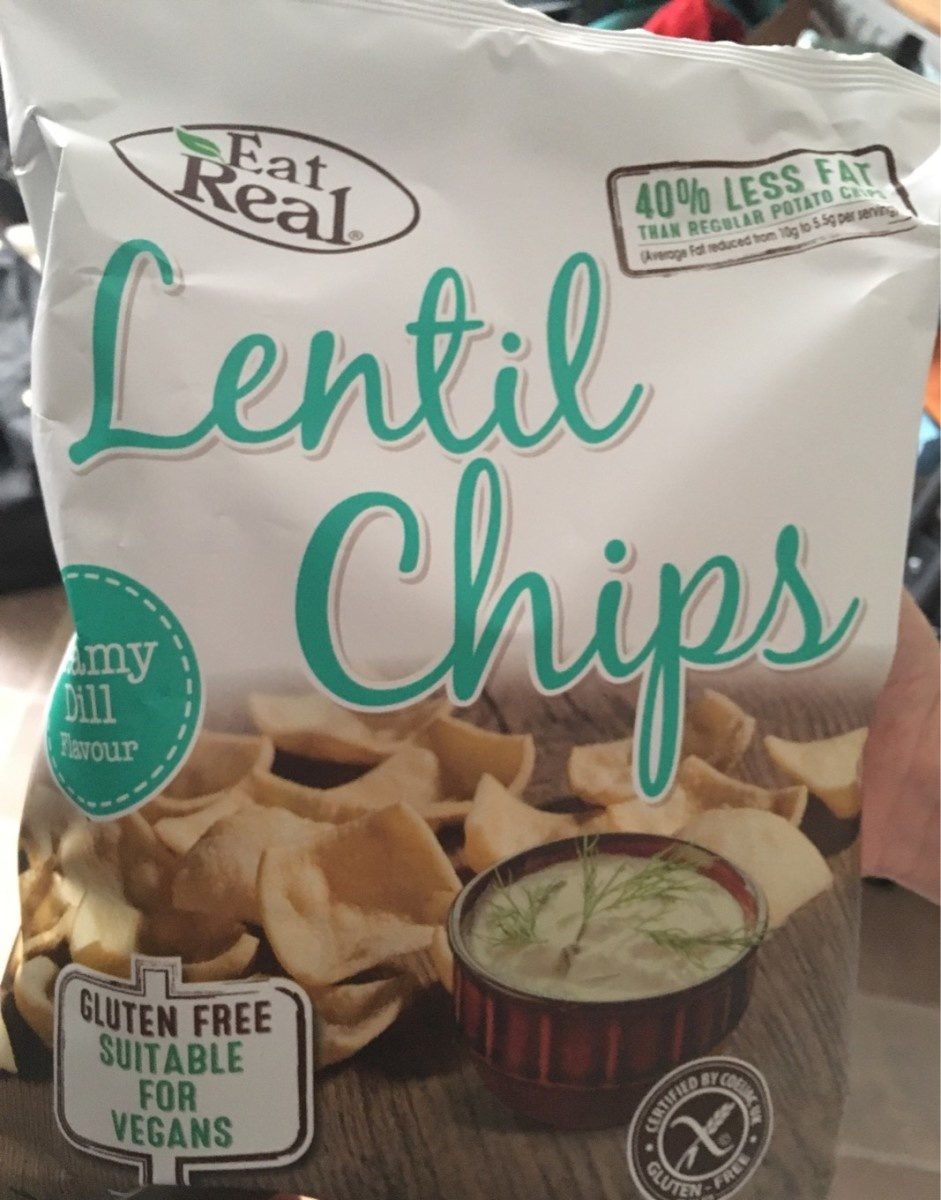 Eat
Real®
40% LESS FAT
THAN REGULAR POTATO CHIPS
(Average Fat reduced from 10g to 5.5g per serving)
Lentil
Chips
amy
Dill
Flavour
GLUTEN FREE
SUITABLE
FOR
VEGANS
CERTIFIED BY COELIAC UK
GLUTEN-FREE